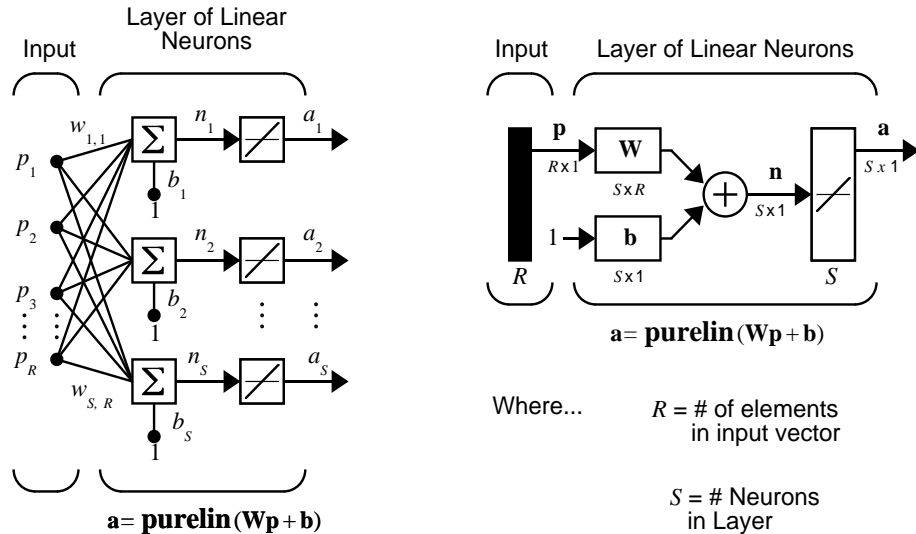 Layer of Linear
Neurons
Input
w1,1
n1
a1
p1
Σ
b1
1
p2
n2
a2
Σ
p3
b2
1
pR
nS
aS
Σ
wS, R
bS
1
a= purelin (Wp + b)
Input
Layer of Linear Neurons
p
W
a
R x 1
S x R
n
S x 1
+
S x 1
1
b
R
S x 1
S
a= purelin (Wp + b)
Where...
R = # of elements
in input vector
S = # Neurons
in Layer